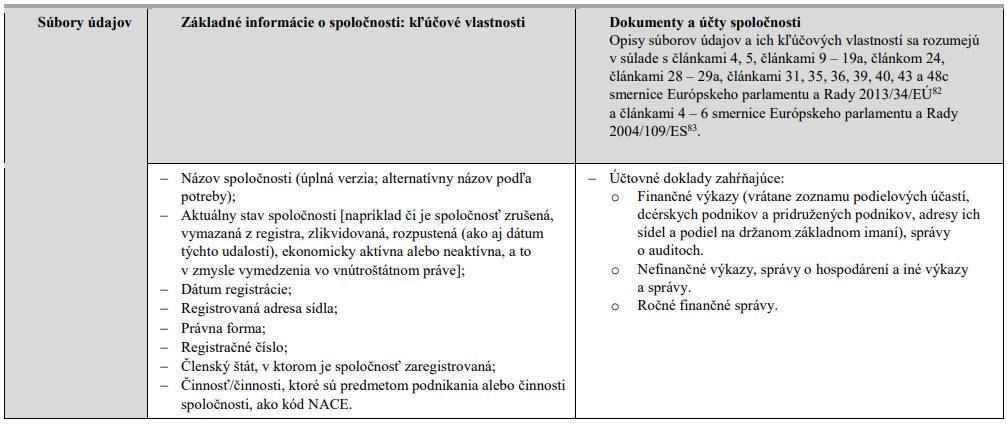 Súbory údajov
Základné informácie o spoločnosti: kľúčové vlastnosti
Dokumenty a účty spoločnosti
Opisy súborov údajov a ich kľúčových vlastností sa rozumejú
v súlade s článkami 4, 5, článkami 9 – 19a, článkom 24,
článkami 28 – 29a, článkami 31, 35, 36, 39, 40, 43 a 48c
smernice Európskeho parlamentu a Rady 2013/34/EÚ82
a článkami 4 – 6 smernice Európskeho parlamentu a Rady
2004/109/ES83.
– Názov spoločnosti (úplná verzia; alternatívny názov podľa
potreby);
– Aktuálny stav spoločnosti [napríklad či je spoločnosť zrušená,
vymazaná z registra, zlikvidovaná, rozpustená (ako aj dátum
týchto udalostí), ekonomicky aktívna alebo neaktívna, a to
v zmysle vymedzenia vo vnútroštátnom práve];
– Dátum registrácie;
– Registrovaná adresa sídla;
– Právna forma;
– Registračné číslo;
– Členský štát, v ktorom je spoločnosť zaregistrovaná;
– Činnosť/činnosti, ktoré sú predmetom podnikania alebo činnosti
spoločnosti, ako kód NACE.
– Účtovné doklady zahŕňajúce:
o Finančné výkazy (vrátane zoznamu podielových účastí,
dcérskych podnikov a pridružených podnikov, adresy ich
sídel a podiel na držanom základnom imaní), správy
o auditoch.
o Nefinančné výkazy, správy o hospodárení a iné výkazy
a správy.
o Ročné finančné správy.